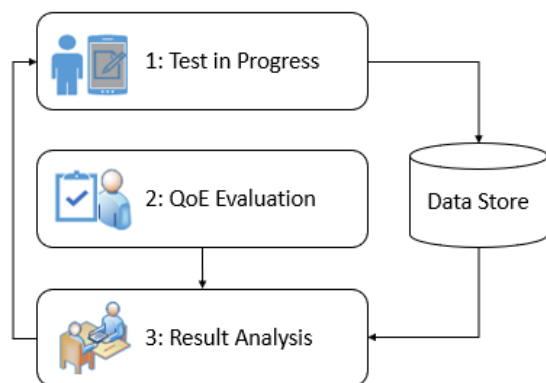 1: Test in Progress
2: QoE Evaluation
Data Store
3: Result Analysis